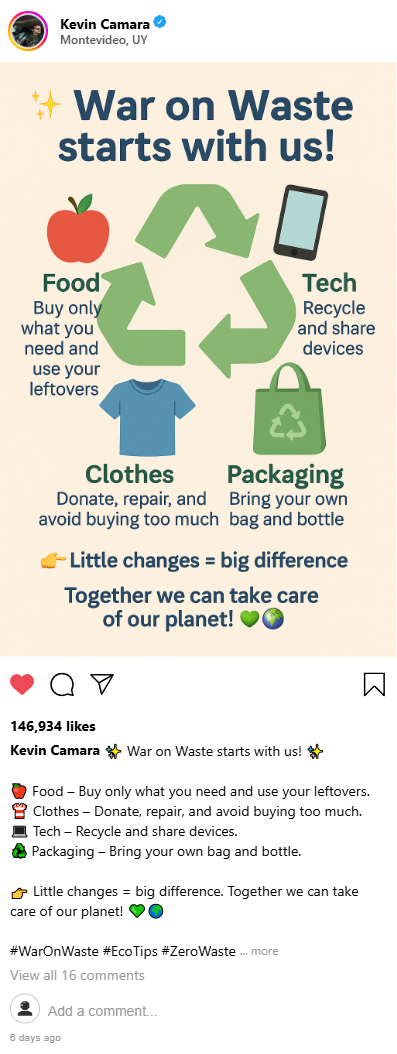 Kevin Camara
Montevideo, UY
✨ War on Waste
starts with us!
Food
Buy only
what you
need and
use your
leftovers
Tech
Recycle
and share
devices
Clothes
Donate, repair, and
avoid buying too much
Packaging
Bring your own
bag and bottle
👉 Little changes = big difference
Together we can take care
of our planet! 💚🌍
146,934 likes
Kevin Camara ✨ War on Waste starts with us! ✨
🍎 Food – Buy only what you need and use your leftovers.
👚 Clothes – Donate, repair, and avoid buying too much.
💻 Tech – Recycle and share devices.
♻️ Packaging – Bring your own bag and bottle.
👉 Little changes = big difference. Together we can take
care of our planet! 💚🌍
#WarOnWaste #EcoTips #ZeroWaste ... more
View all 16 comments
Add a comment...
6 days ago